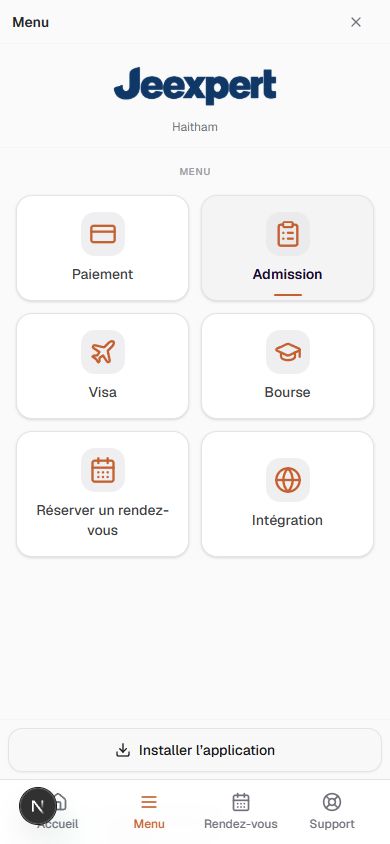 Menu
Jeexpert
Haitham
MENU
Paiement
Admission
Visa
Bourse
Réserver un rendez-
vous
Intégration
Installer l'application
N
Accueil
Menu
Rendez-vous
Support